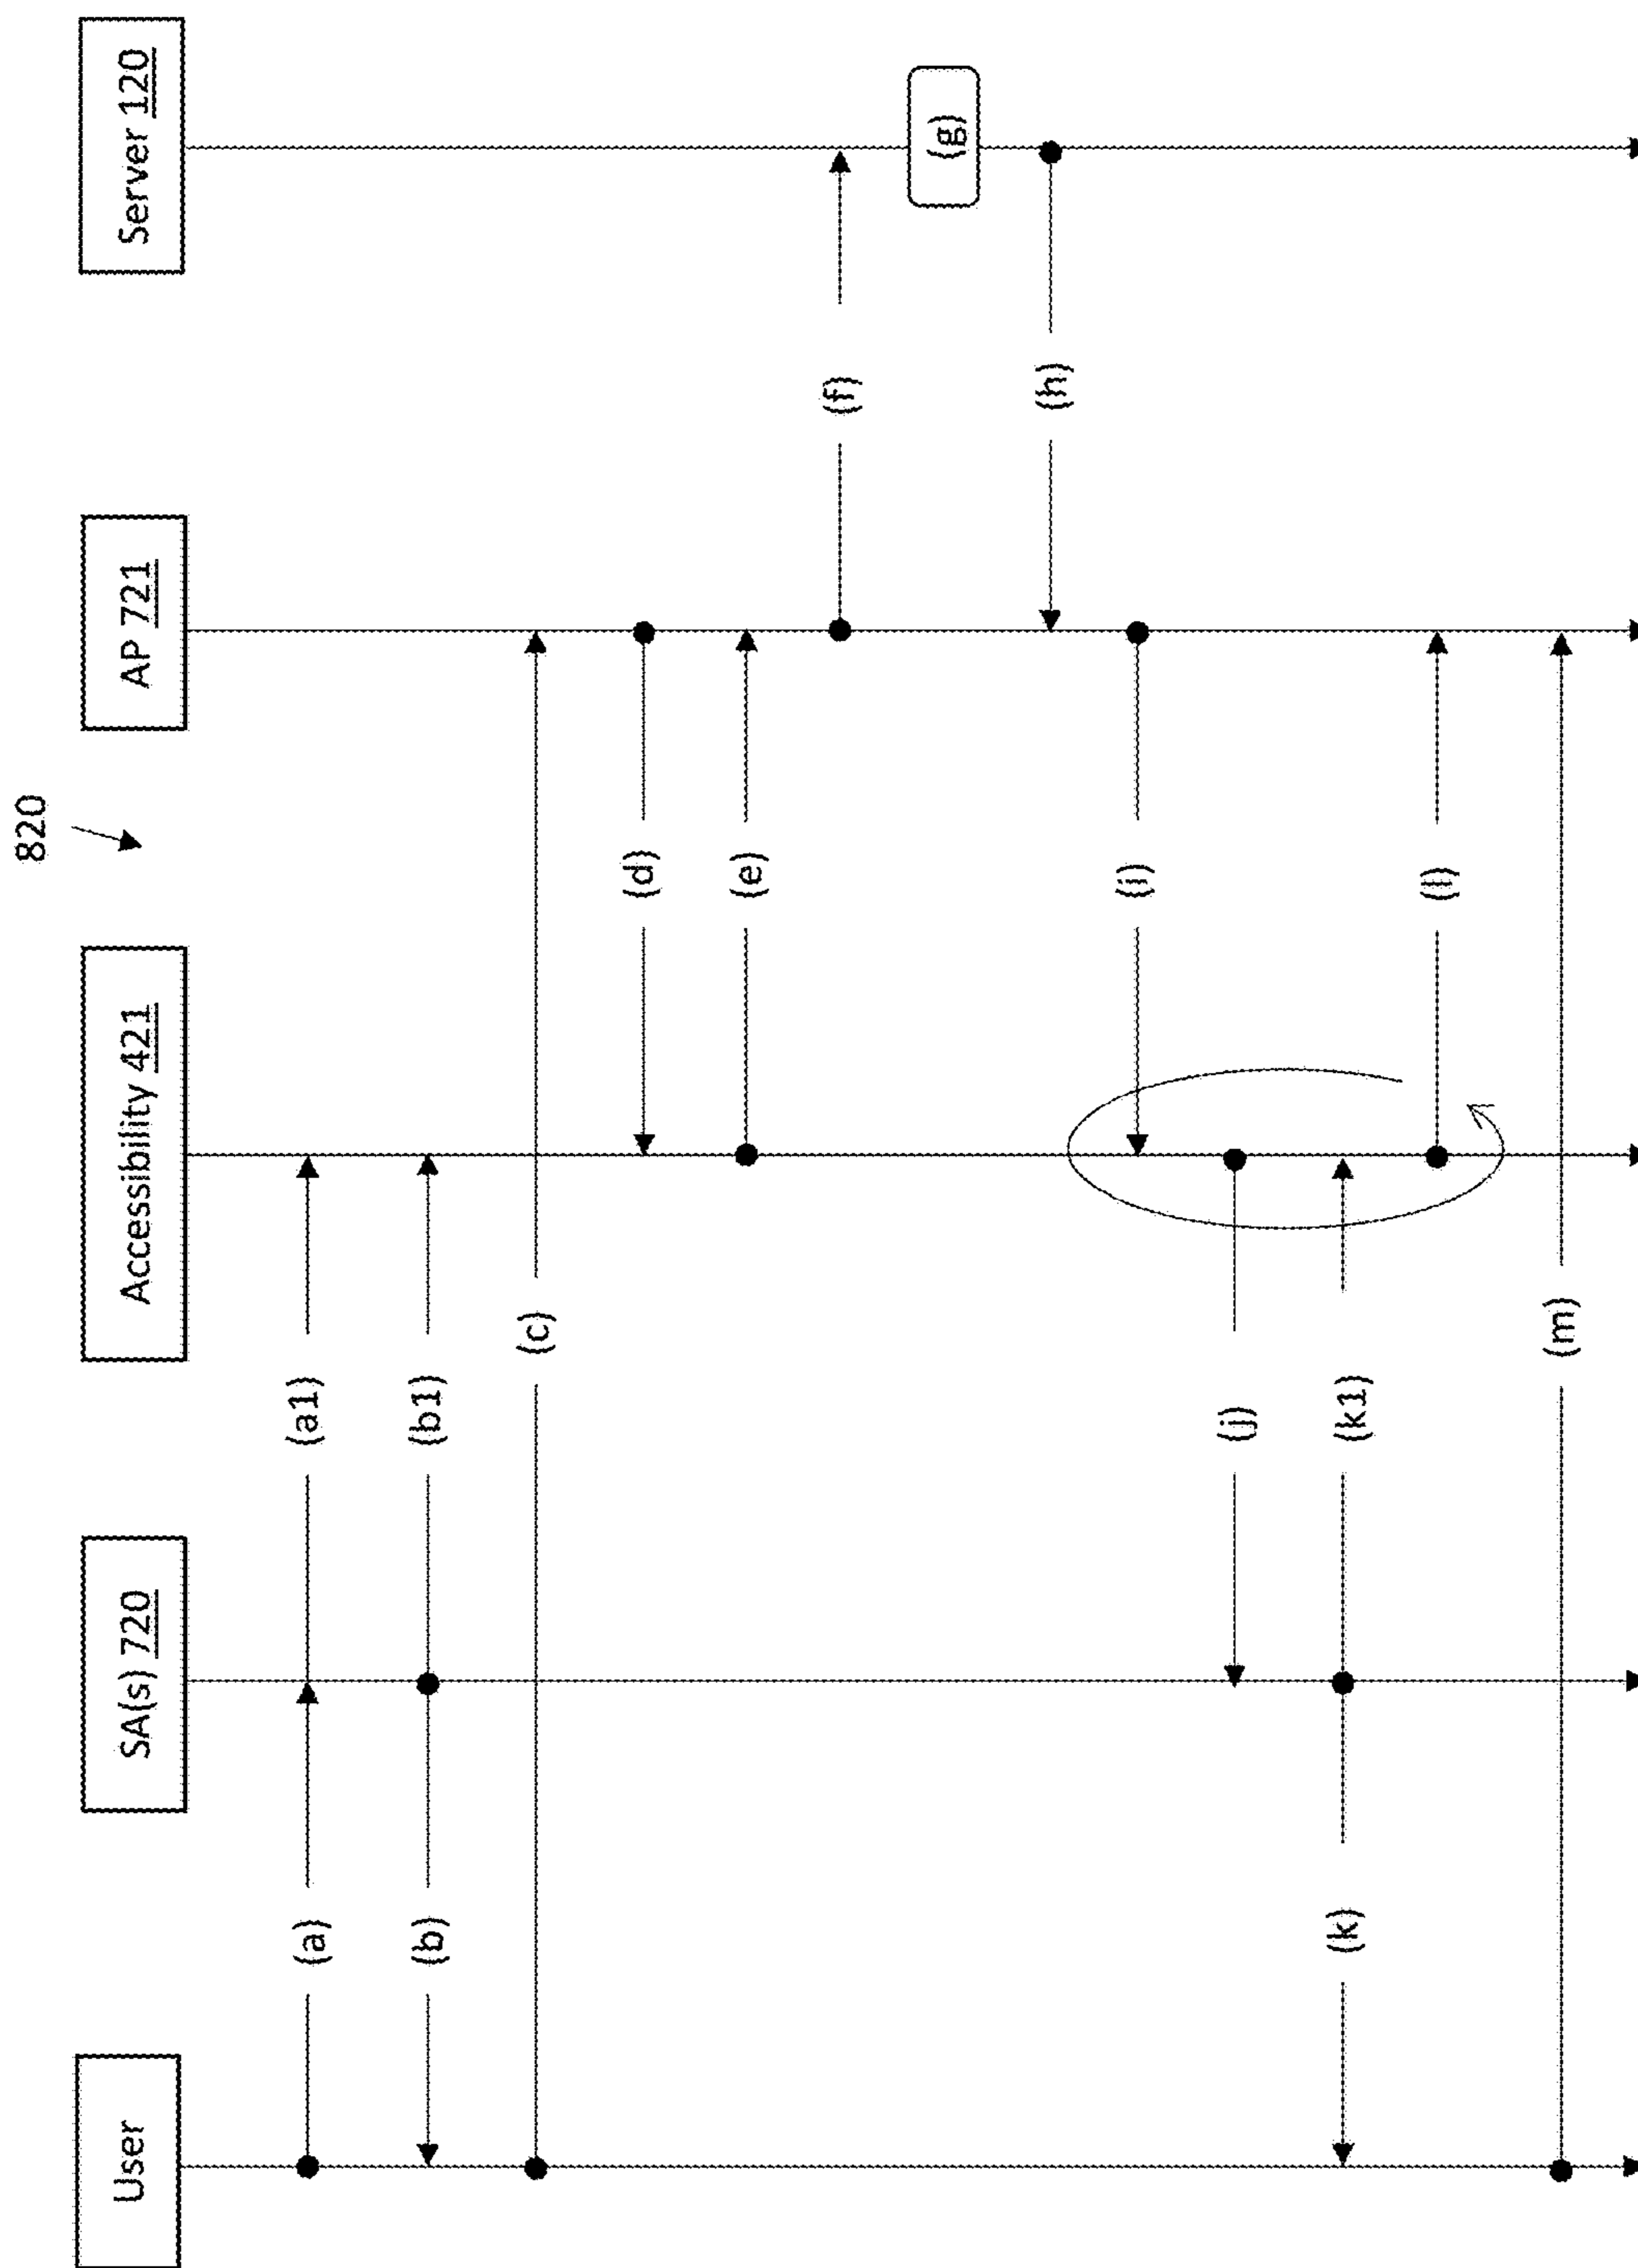 820
User
SA(s) 720
Accessibility 421
AP 721
Server 120
(a)
(a1)
(b)
(b1)
(c)
(d)
(e)
(f)
(g)
(h)
(i)
(j)
(k)
(k1)
(l)
(m)